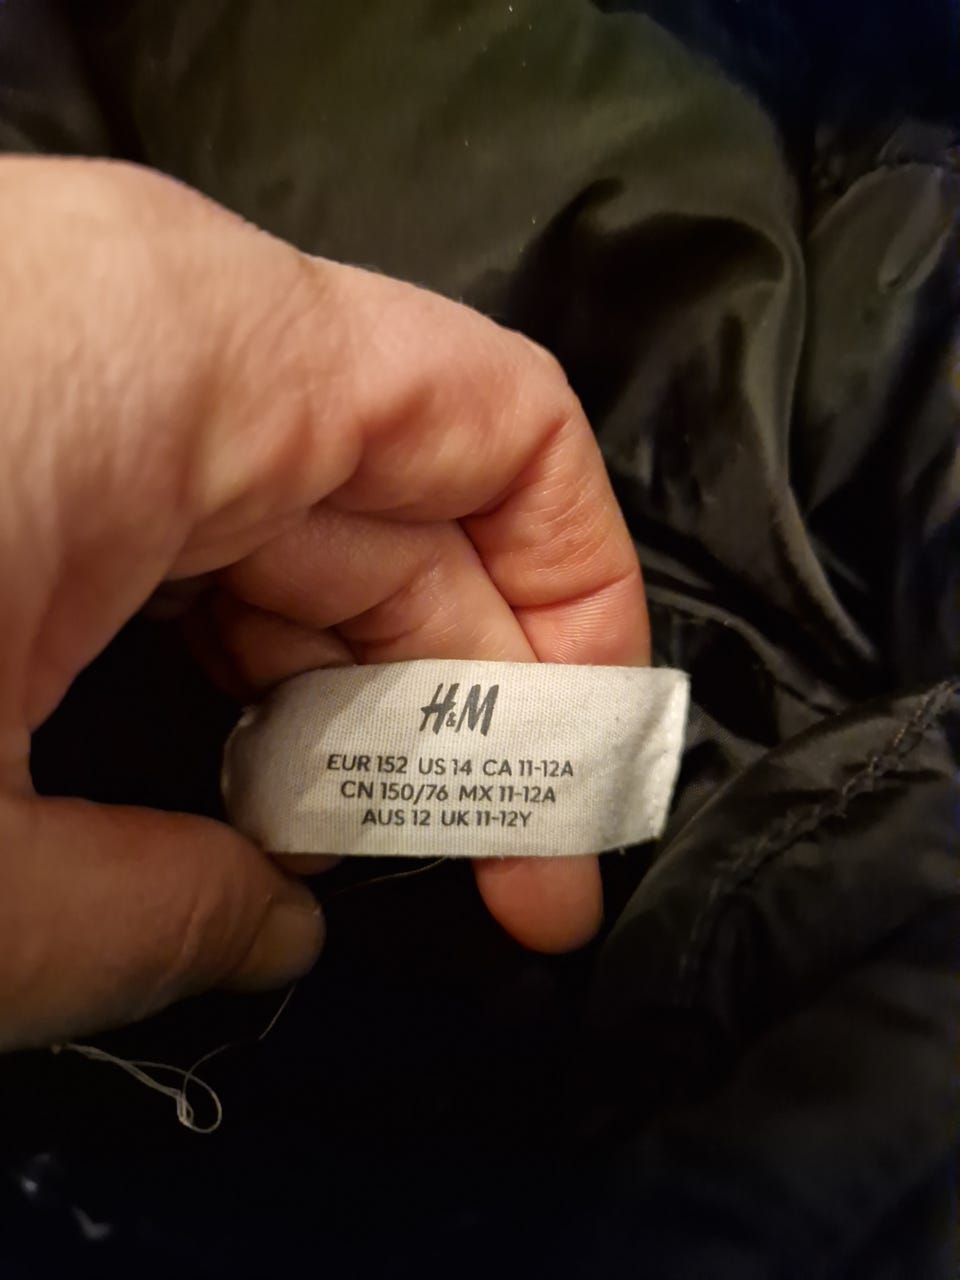 H&M
EUR 152 US 14 CA 11-12A
CN 150/76 MX 11-12A
AUS 12 UK 11-12Y